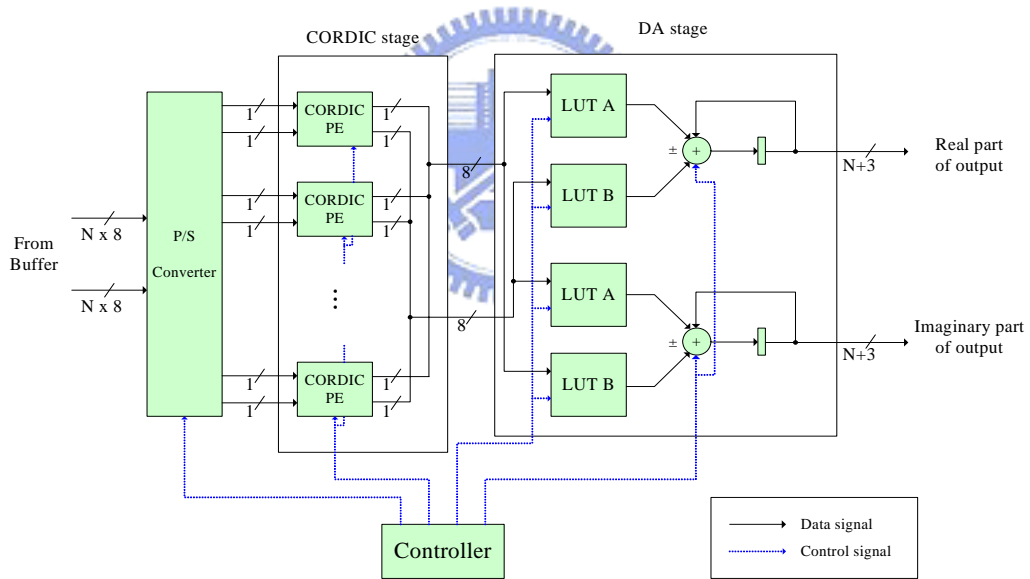 CORDIC stage
DA stage
CORDIC
PE
1
1
1
1
LUT A
±
+
N+3
Real part
of output
8
LUT B
CORDIC
PE
1
1
1
1
From
Buffer
N x 8
N x 8
P/S
Converter
...
8
LUT A
±
+
N+3
Imaginary part
of output
LUT B
CORDIC
PE
1
1
1
1
Controller
Data signal
Control signal